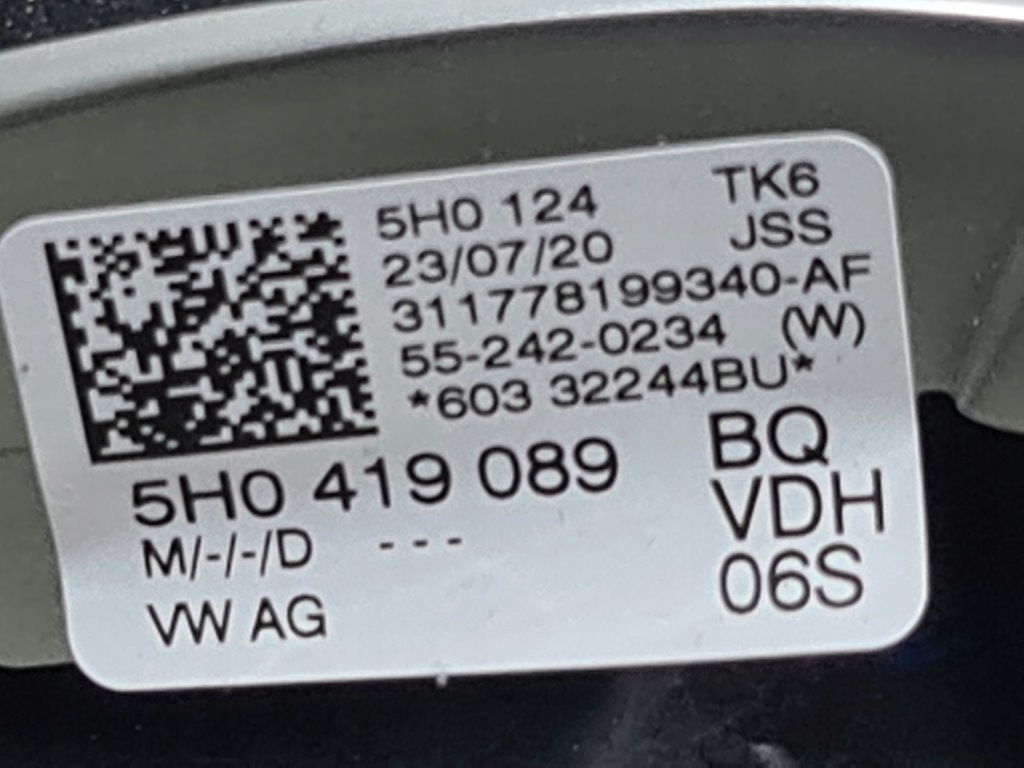 5H0 124 TK6
23/07/20 JSS
311778199340-AF
55-242-0234 (W)
*603 32244BU*
5H0 419 089 BQ
M/-/-/D --- VDH
VW AG 06S